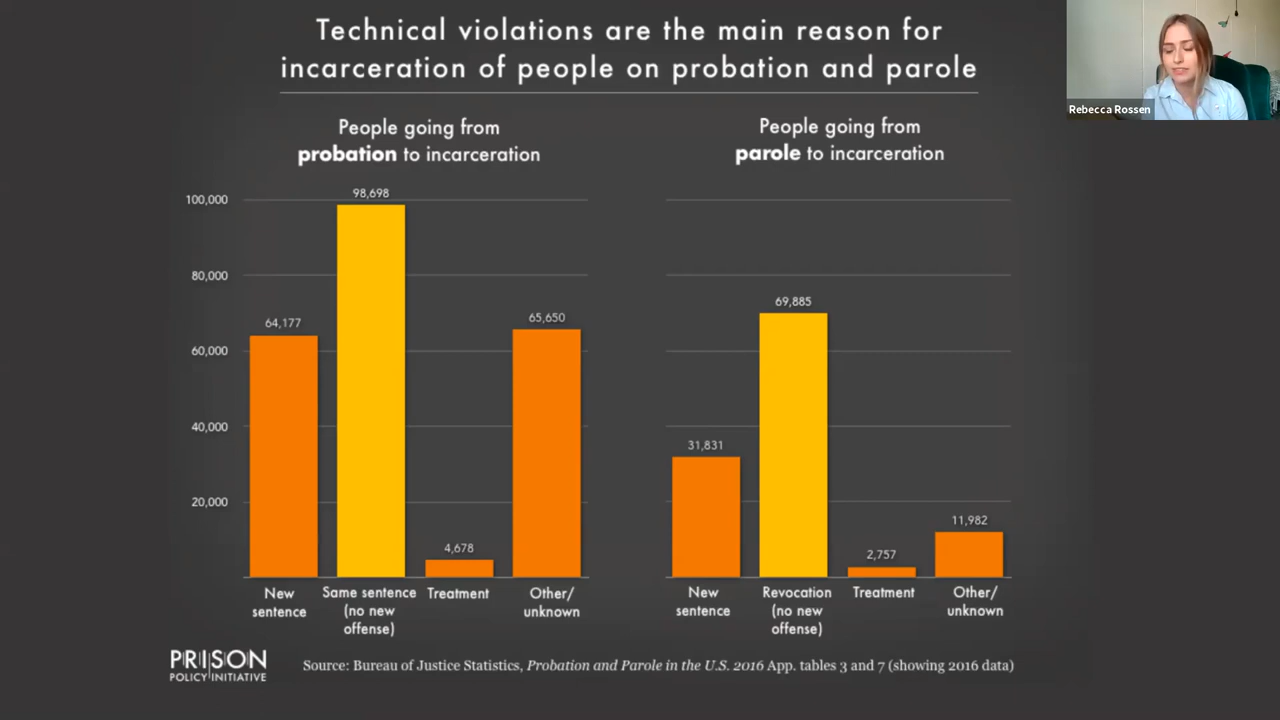 Technical violations are the main reason for
incarceration of people on probation and parole
Rebecca Rossen
People going from
probation to incarceration
People going from
parole to incarceration
100,000
80,000
60,000
40,000
20,000
64,177
98,698
4,678
65,650
New
sentence
Same sentence
(no new
offense)
Treatment
Other/
unknown
31,831
69,885
2,757
11,982
New
sentence
Revocation
(no new
offense)
Treatment
Other/
unknown
PRISON
POLICY INITIATIVE
Source: Bureau of Justice Statistics, Probation and Parole in the U.S. 2016 App. tables 3 and 7 (showing 2016 data)